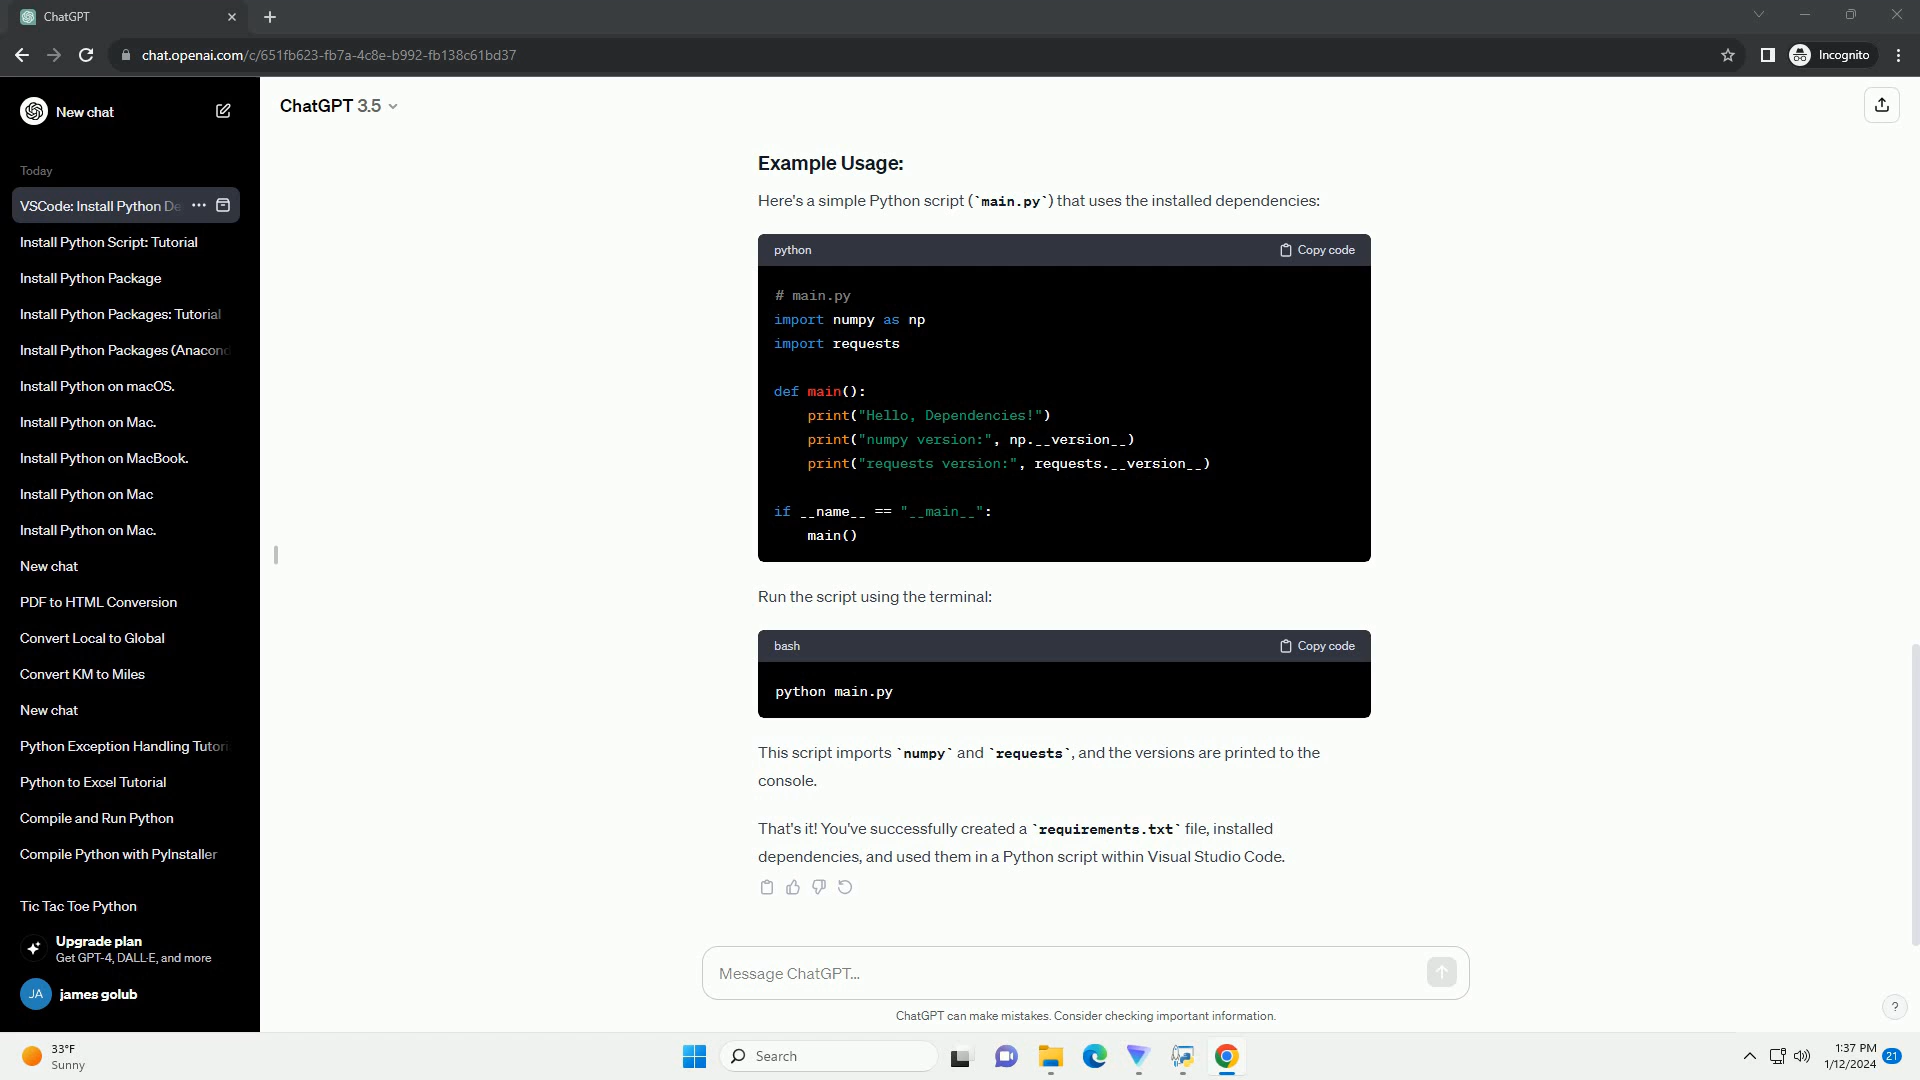 ChatGPT
chat.openai.com/c/651fb623-fb7a-4c8e-b992-fb138c61bd37
Incognito
New chat
Today
VSCode: Install Python De
Install Python Script: Tutorial
Install Python Package
Install Python Packages: Tutorial
Install Python Packages (Anacond
Install Python on macOS.
Install Python on Mac.
Install Python on MacBook.
Install Python on Mac
Install Python on Mac.
New chat
PDF to HTML Conversion
Convert Local to Global
Convert KM to Miles
New chat
Python Exception Handling Tutori
Python to Excel Tutorial
Compile and Run Python
Compile Python with PyInstaller
Tic Tac Toe Python
Upgrade plan
Get GPT-4, DALL·E, and more
JA james golub
ChatGPT 3.5
Example Usage:
Here's a simple Python script (`main.py`) that uses the installed dependencies:
python Copy code
# main.py
import numpy as np
import requests
def main():
    print("Hello, Dependencies!")
    print("numpy version:", np.__version__)
    print("requests version:", requests.__version__)
if __name__ == "__main__":
    main()
Run the script using the terminal:
bash Copy code
python main.py
This script imports `numpy` and `requests`, and the versions are printed to the
console.
That's it! You've successfully created a `requirements.txt` file, installed
dependencies, and used them in a Python script within Visual Studio Code.
Message ChatGPT...
ChatGPT can make mistakes. Consider checking important information.
?
33°F
Sunny
Search
1:37 PM
1/12/2024
21